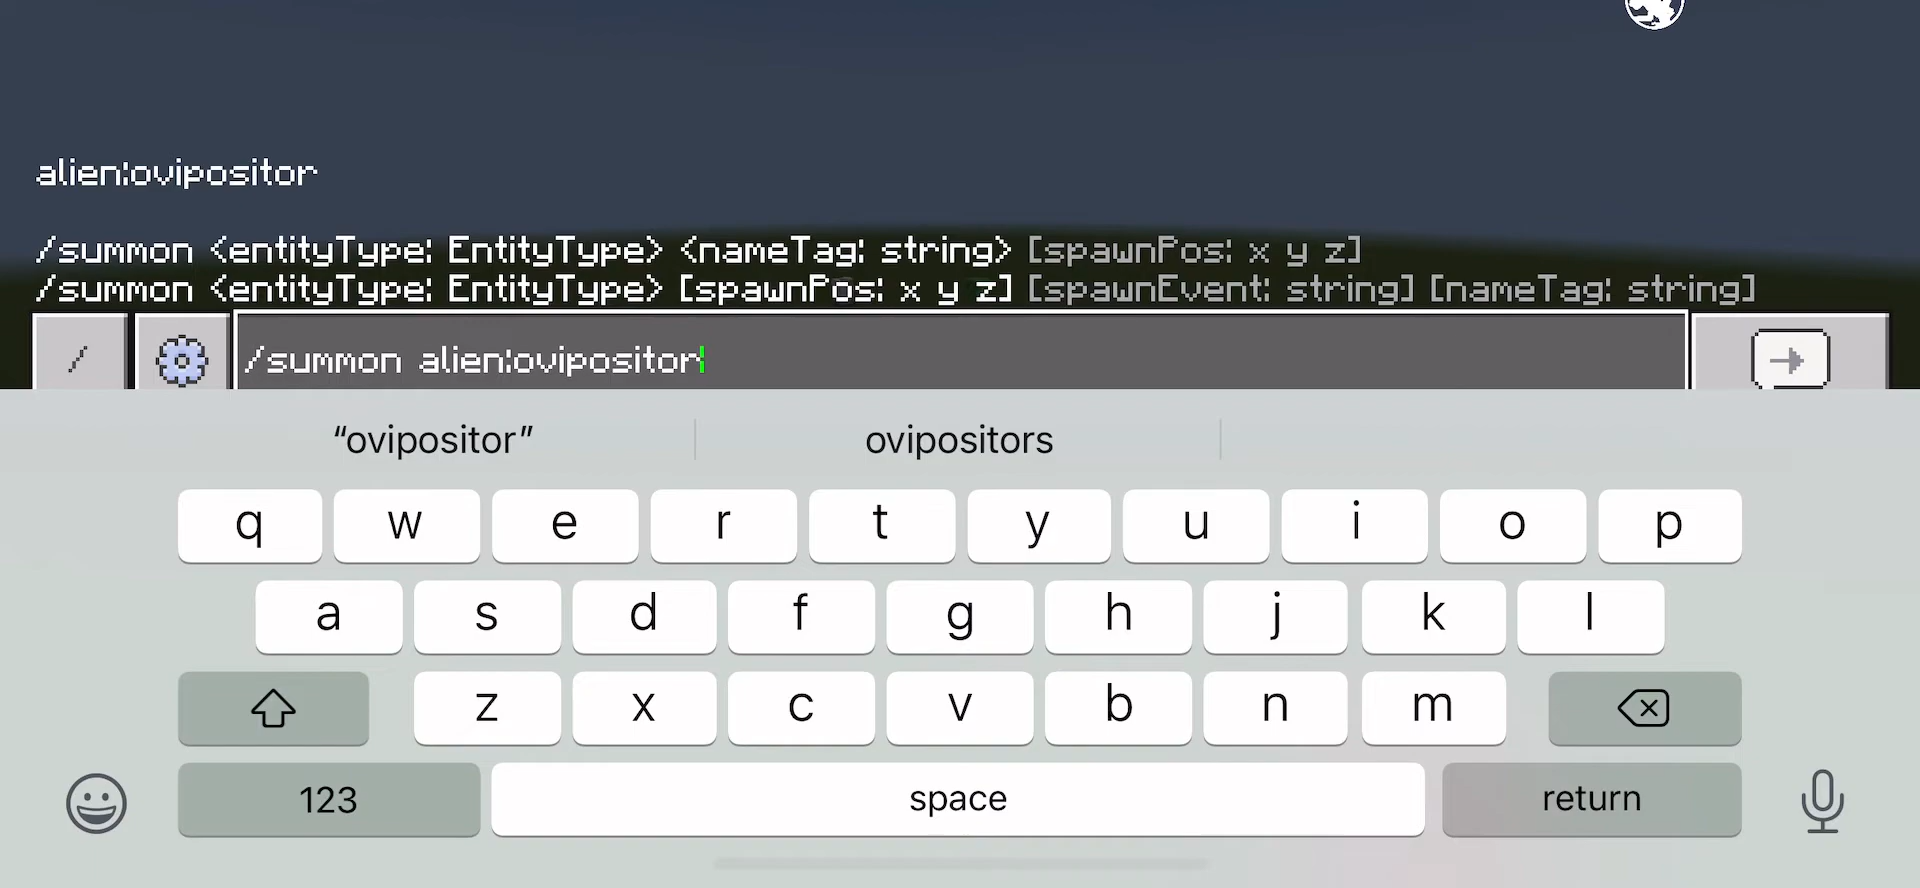 alien:ovipositor
/summon <entityType: EntityType> <nameTag: string> [spawnPos: x y z]
/summon <entityType: EntityType> [spawnPos: x y z] [spawnEvent: string] [nameTag: string]
/
/summon alien:ovipositor
“ovipositor” ovipositors
q w e r t y u i o p
a s d f g h j k l
z x c v b n m
123 space return